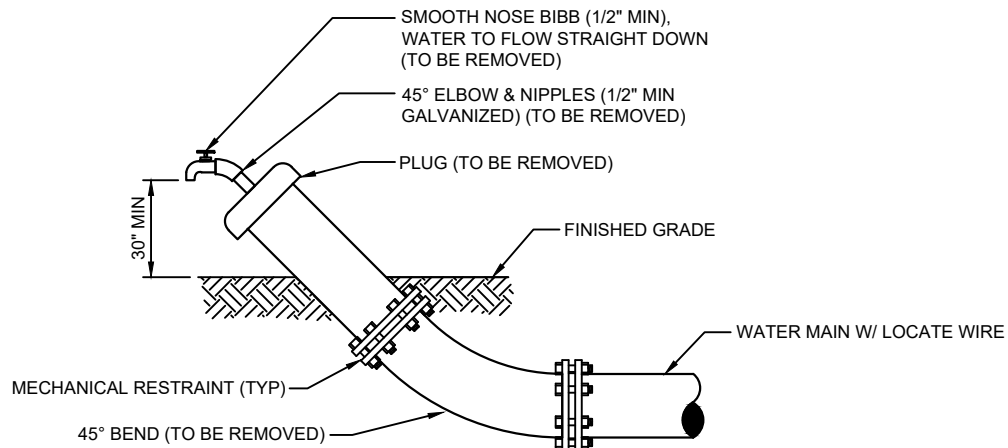 SMOOTH NOSE BIBB (1/2" MIN),
WATER TO FLOW STRAIGHT DOWN
(TO BE REMOVED)
45° ELBOW & NIPPLES (1/2" MIN
GALVANIZED) (TO BE REMOVED)
PLUG (TO BE REMOVED)
30" MIN
FINISHED GRADE
WATER MAIN W/ LOCATE WIRE
MECHANICAL RESTRAINT (TYP)
45° BEND (TO BE REMOVED)